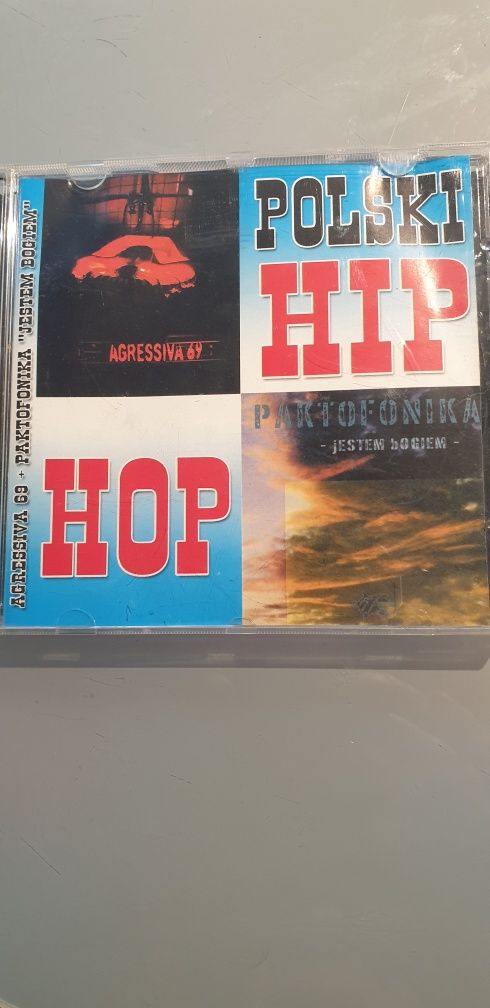 AGRESSIVA 69 + PAKTOFONIKA "JESTEM BOGIEM"
AGRESSIVA 69
POLSKI
HIP
HOP
PAKTOFONIKA
- jESTEM bOGIEM -